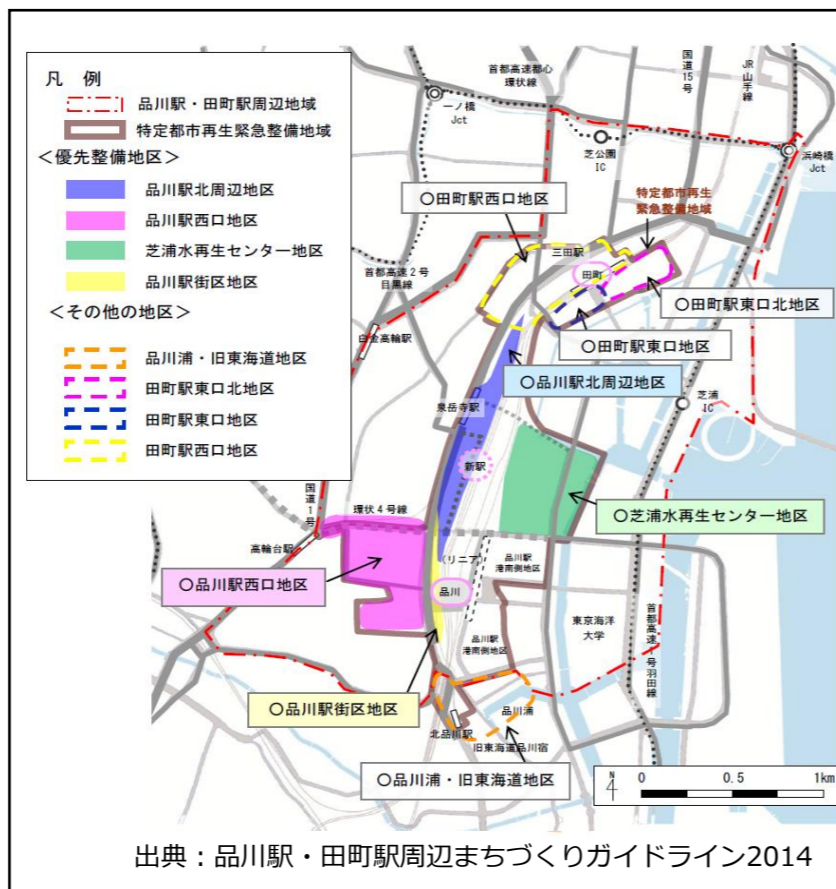 凡 例
品川駅・田町駅周辺地域
特定都市再生緊急整備地域
＜優先整備地区＞
品川駅北周辺地区
品川駅西口地区
芝浦水再生センター地区
品川駅街区地区
＜その他の地区＞
品川浦・旧東海道地区
田町駅東口北地区
田町駅東口地区
田町駅西口地区
首都高速都心
環状線
国道15号
JR
山手線
一ノ橋
Jct
芝公園
IC
浜崎橋
Jct
○田町駅西口地区
特定都市再生
緊急整備地域
三田駅
田町
首都高速2号
目黒線
○田町駅東口北地区
○田町駅東口地区
白金高輪駅
○品川駅北周辺地区
芝浦
IC
泉岳寺駅
新駅
国道1号
環状4号線
○芝浦水再生センター地区
高輪台駅
(リニア)
品川駅
港南側地区
○品川駅西口地区
品川
東京海洋
大学
首都高速1号羽田線
品川駅
港南側地区
○品川駅街区地区
品川浦
北品川駅
旧東海道品川宿
○品川浦・旧東海道地区
N
0 0.5 1km
出典：品川駅・田町駅周辺まちづくりガイドライン2014